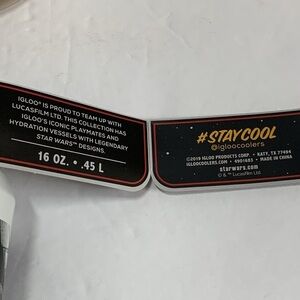 IGLOO® IS PROUD TO TEAM UP WITH
LUCASFILM LTD. THIS COLLECTION HAS
IGLOO'S ICONIC PLAYMATES AND
HYDRATION VESSELS WITH LEGENDARY
STAR WARS™ DESIGNS.
16 OZ. • .45 L
#STAYCOOL
@igloocoolers
©2019 IGLOO PRODUCTS CORP. • KATY, TX 77494
IGLOOCOOLERS.COM • 4901683 • MADE IN CHINA
starwars.com
© & ™ Lucasfilm Ltd.